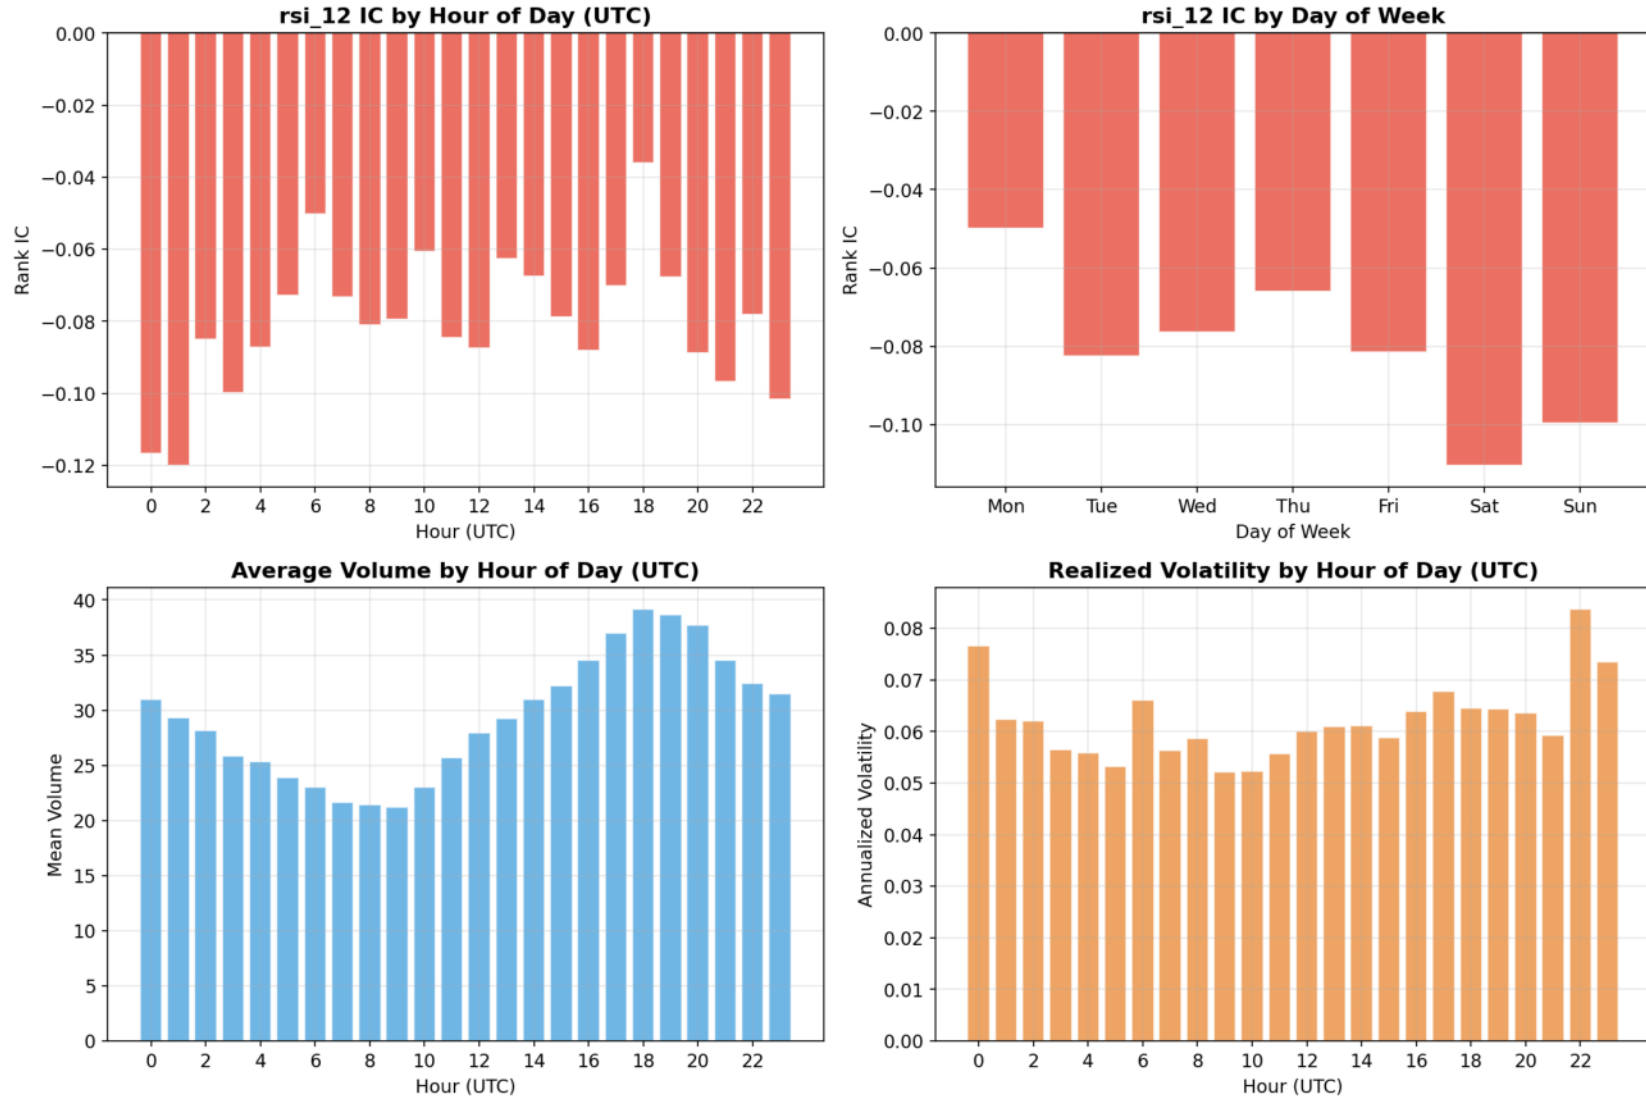 rsi_12 IC by Hour of Day (UTC)
0.00
−0.02
−0.04
−0.06
−0.08
−0.10
−0.12
Rank IC
0 2 4 6 8 10 12 14 16 18 20 22
Hour (UTC)
rsi_12 IC by Day of Week
0.00
−0.02
−0.04
−0.06
−0.08
−0.10
Rank IC
Mon Tue Wed Thu Fri Sat Sun
Day of Week
Average Volume by Hour of Day (UTC)
40
35
30
25
20
15
10
5
0
Mean Volume
0 2 4 6 8 10 12 14 16 18 20 22
Hour (UTC)
Realized Volatility by Hour of Day (UTC)
0.08
0.07
0.06
0.05
0.04
0.03
0.02
0.01
0.00
Annualized Volatility
0 2 4 6 8 10 12 14 16 18 20 22
Hour (UTC)